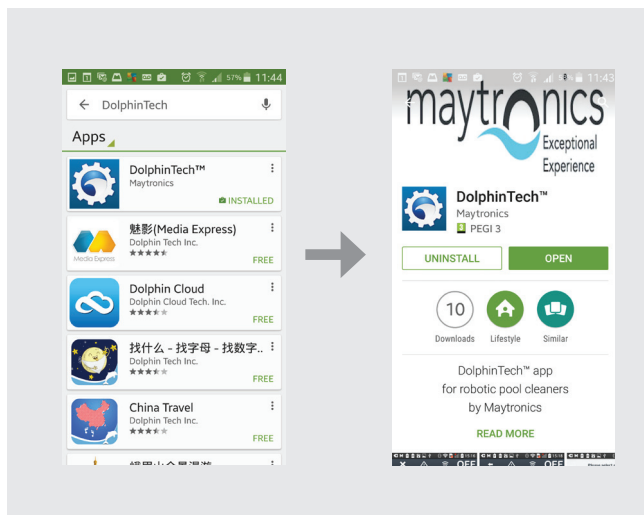 57% 11:44
DolphinTech
Apps
DolphinTech™
Maytronics
INSTALLED
魅影(Media Express)
Dolphin Tech Inc.
Media Express
FREE
Dolphin Cloud
Dolphin Cloud Tech. Inc.
FREE
找什么 - 找字母 - 找数字..
Dolphin Tech Inc.
FREE
China Travel
Dolphin Tech Inc.
FREE
11:43
maytronics
Exceptional
Experience
DolphinTech™
Maytronics
PEGI 3
UNINSTALL
OPEN
10
Downloads
Lifestyle
Similar
DolphinTech™ app
for robotic pool cleaners
by Maytronics
READ MORE
OFF
OFF